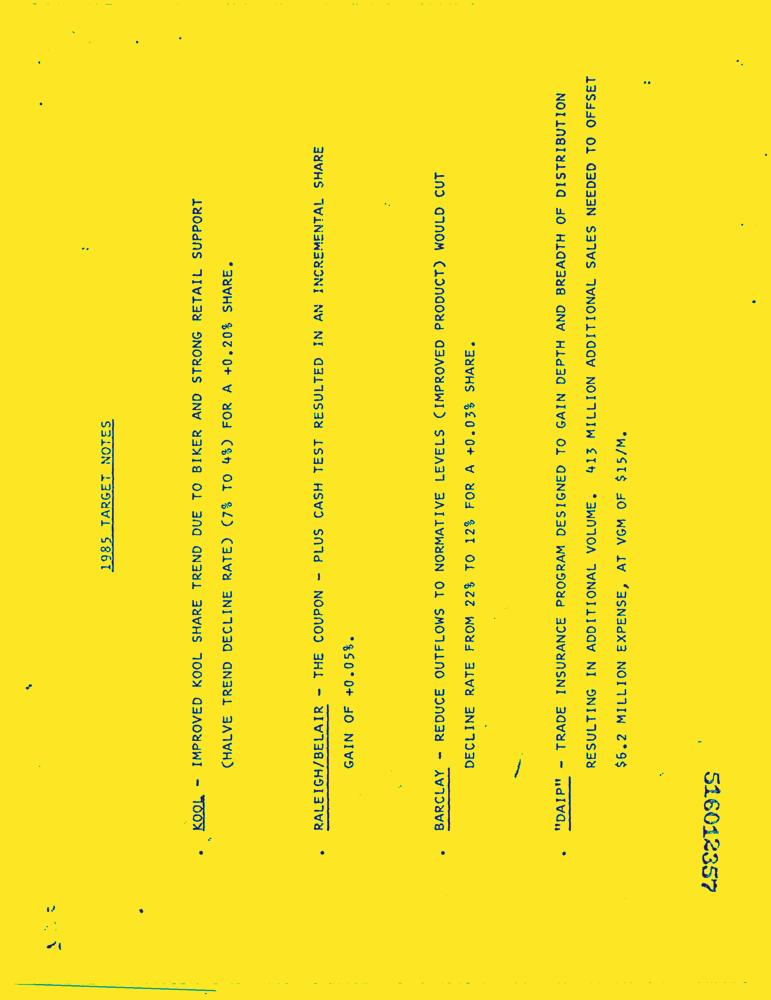 1985 TARGET NOTES
. KOOL - IMPROVED KOOL SHARE TREND DUE TO BIKER AND STRONG RETAIL SUPPORT
(HALVE TREND DECLINE RATE) (7% TO 4%) FOR A +0.20% SHARE.
. RALEIGH/BELAIR - THE COUPON - PLUS CASH TEST RESULTED IN AN INCREMENTAL SHARE
GAIN OF +0.05%.
. BARCLAY - REDUCE OUTFLOWS TO NORMATIVE LEVELS (IMPROVED PRODUCT) WOULD CUT
DECLINE RATE FROM 22% TO 12% FOR A +0.03% SHARE.
. "DAIP" - TRADE INSURANCE PROGRAM DESIGNED TO GAIN DEPTH AND BREADTH OF DISTRIBUTION
RESULTING IN ADDITIONAL VOLUME. 413 MILLION ADDITIONAL SALES NEEDED TO OFFSET
$6.2 MILLION EXPENSE, AT VGM OF $15/M.
516012357